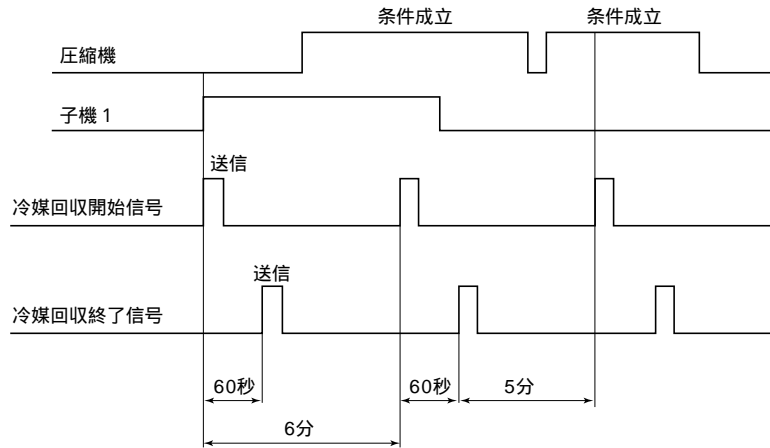 条件成立
条件成立
圧縮機
子機 1
送信
冷媒回収開始信号
送信
冷媒回収終了信号
60秒
60秒
5分
6分